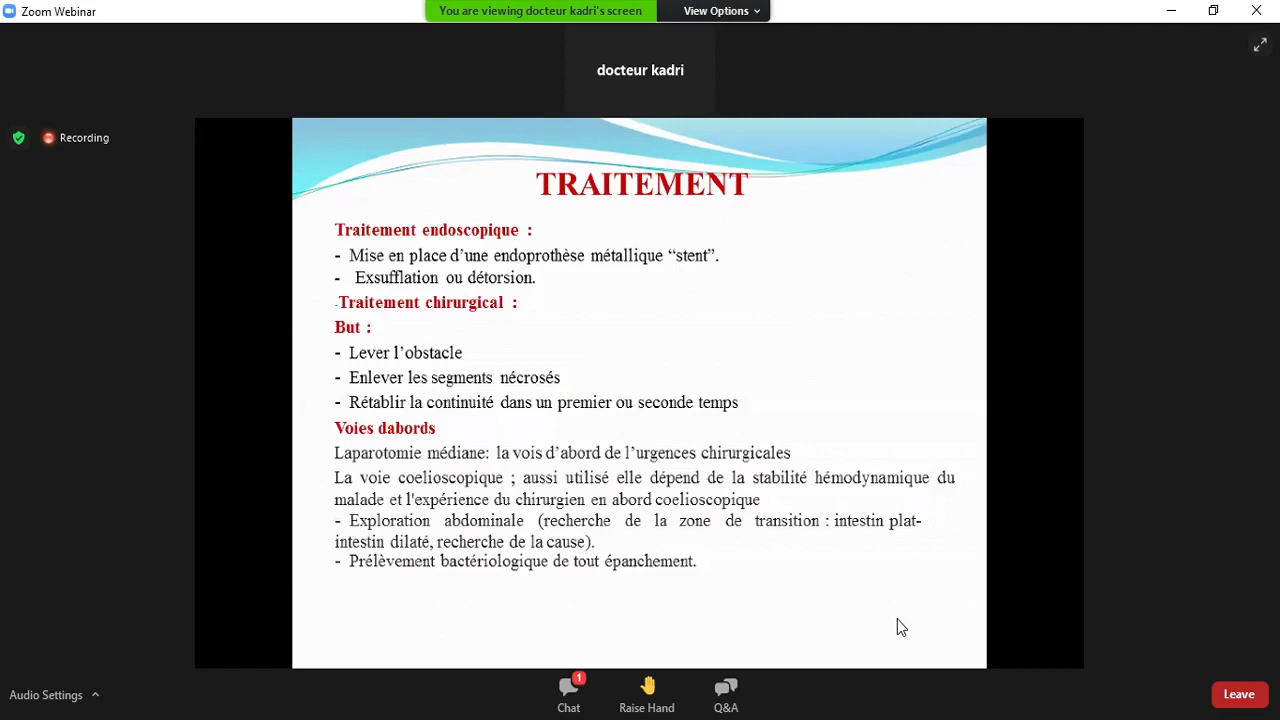 Zoom Webinar
You are viewing docteur kadri's screen
View Options
docteur kadri
Recording
TRAITEMENT
Traitement endoscopique :
- Mise en place d’une endoprothèse métallique “stent”.
- Exsufflation ou détorsion.
-Traitement chirurgical :
But :
- Lever l’obstacle
- Enlever les segments nécrosés
- Rétablir la continuité dans un premier ou seconde temps
Voies dabords
Laparotomie médiane: la vois d’abord de l’urgences chirurgicales
La voie coelioscopique ; aussi utilisé elle dépend de la stabilité hémodynamique du
malade et l'expérience du chirurgien en abord coelioscopique
- Exploration abdominale (recherche de la zone de transition : intestin plat-
intestin dilaté, recherche de la cause).
- Prélèvement bactériologique de tout épanchement.
1
Audio Settings
Chat
Raise Hand
Q&A
Leave